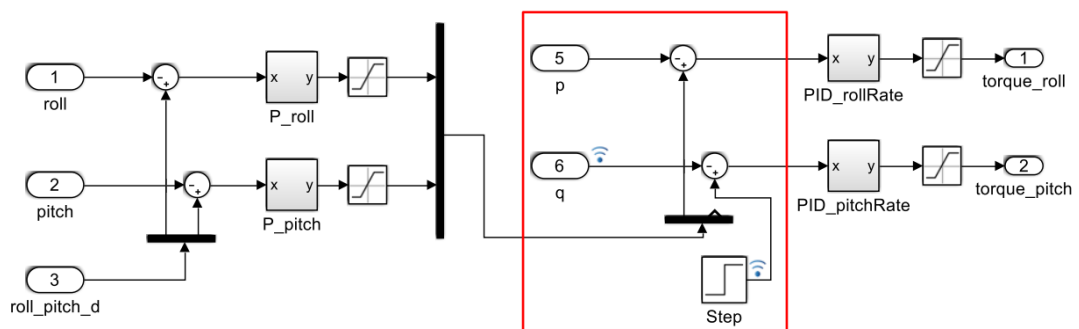 1
roll
- +
x y
P_roll
2
pitch
- +
x y
P_pitch
3
roll_pitch_d
5
p
- +
x y
PID_rollRate
1
torque_roll
6
q
- +
x y
PID_pitchRate
2
torque_pitch
Step